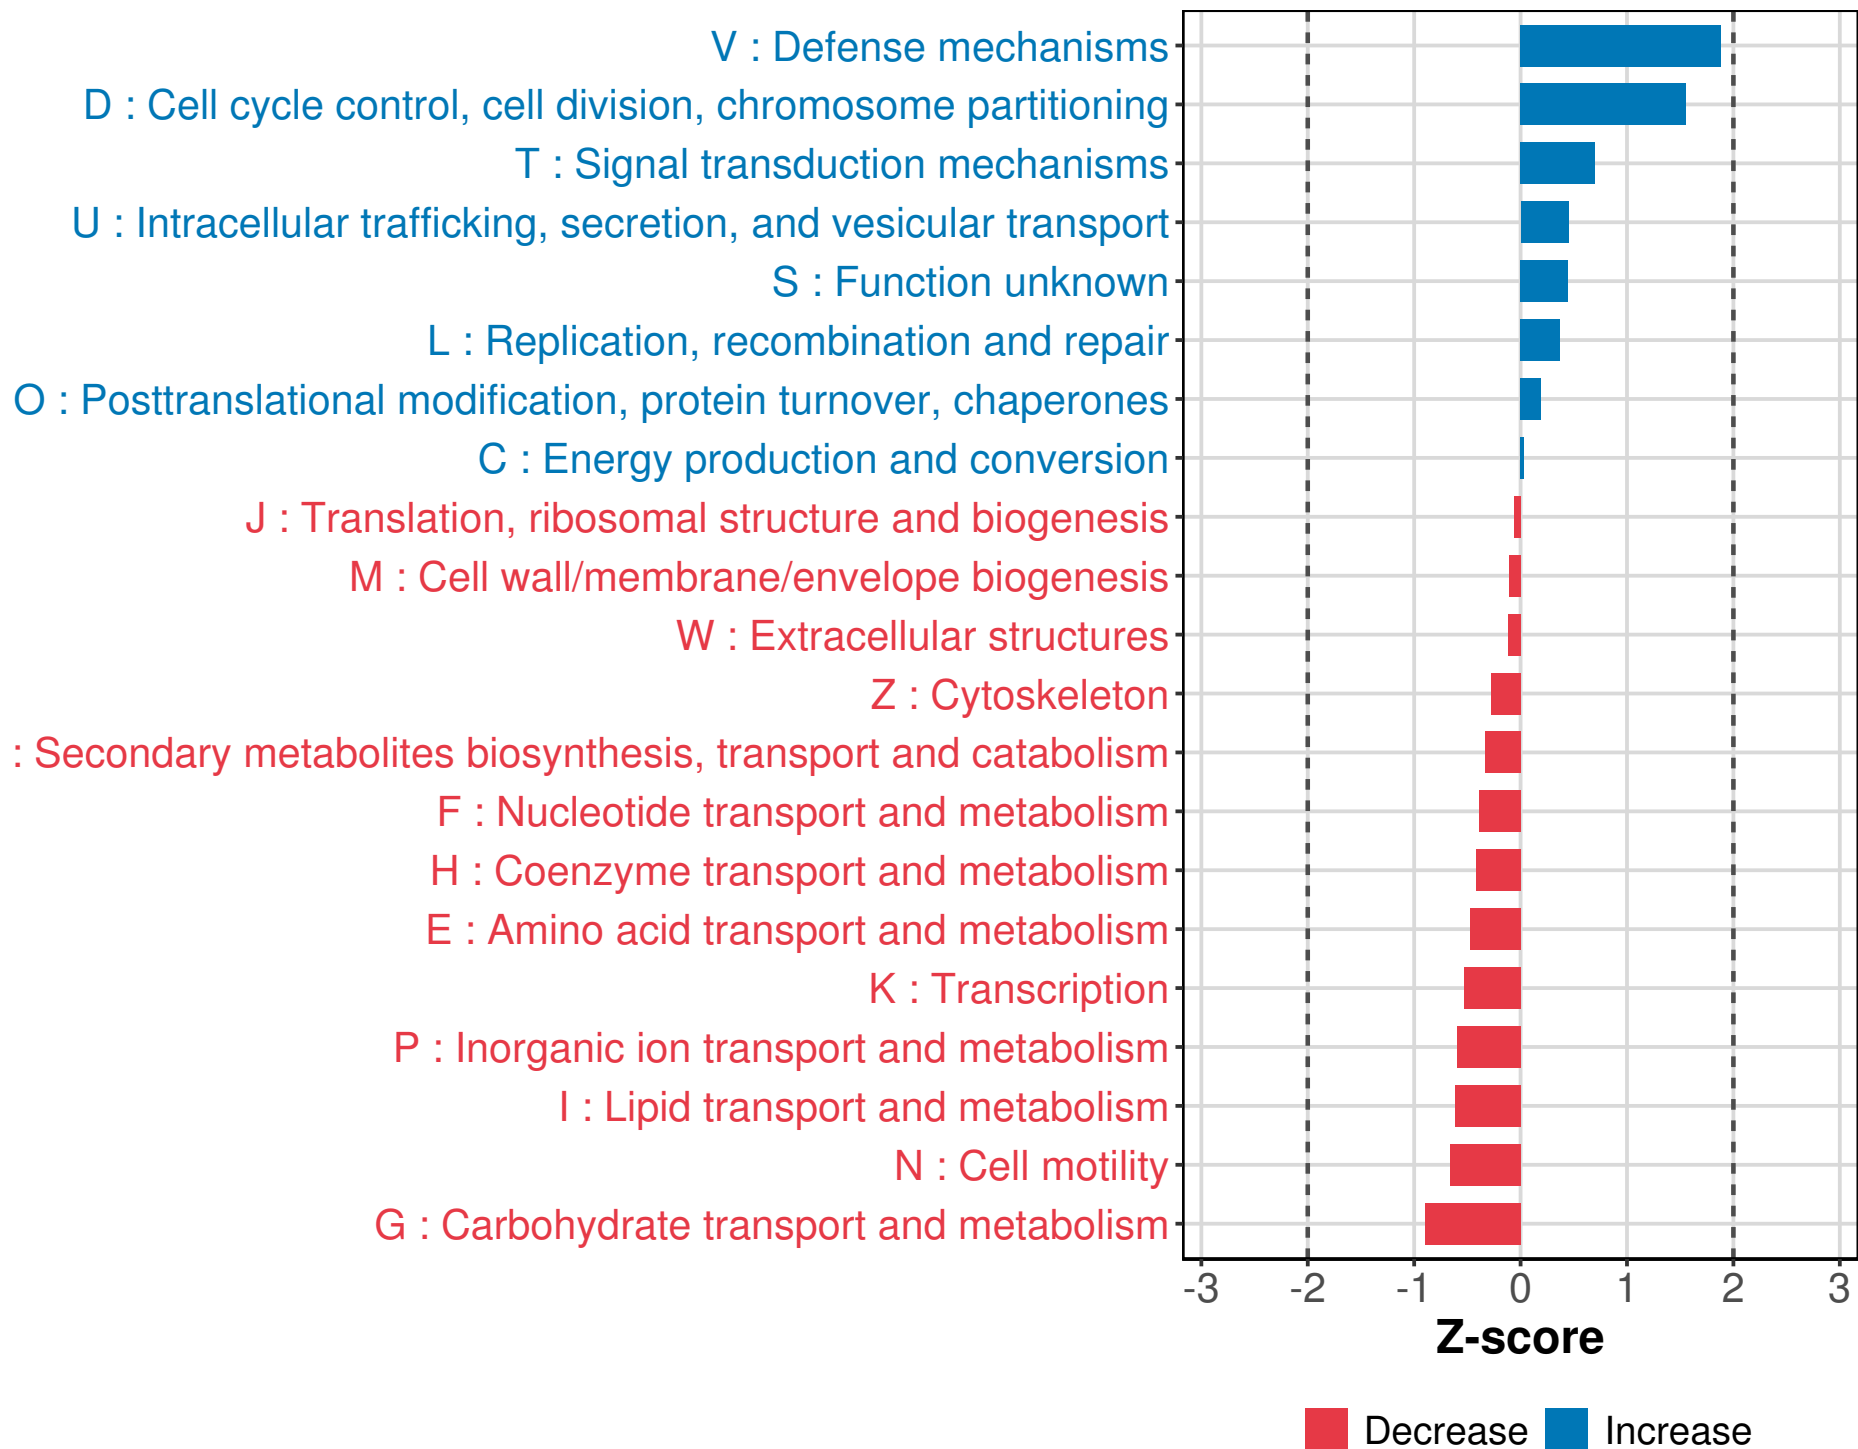 V : Defense mechanisms
D : Cell cycle control, cell division, chromosome partitioning
T : Signal transduction mechanisms
U : Intracellular trafficking, secretion, and vesicular transport
S : Function unknown
L : Replication, recombination and repair
O : Posttranslational modification, protein turnover, chaperones
C : Energy production and conversion
J : Translation, ribosomal structure and biogenesis
M : Cell wall/membrane/envelope biogenesis
W : Extracellular structures
Z : Cytoskeleton
: Secondary metabolites biosynthesis, transport and catabolism
F : Nucleotide transport and metabolism
H : Coenzyme transport and metabolism
E : Amino acid transport and metabolism
K : Transcription
P : Inorganic ion transport and metabolism
I : Lipid transport and metabolism
N : Cell motility
G : Carbohydrate transport and metabolism
-3 -2 -1 0 1 2 3
Z-score
Decrease Increase